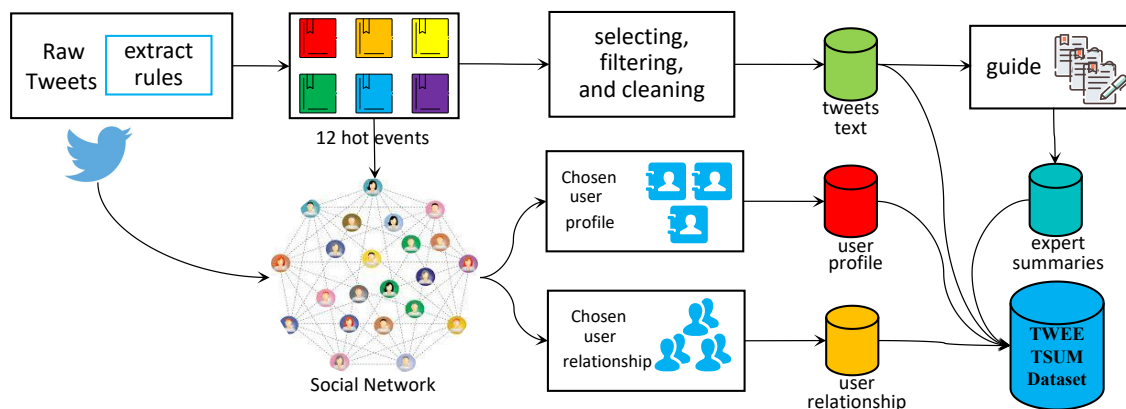 Raw
Tweets
extract
rules
12 hot events
selecting,
filtering,
and cleaning
tweets
text
guide
Social Network
Chosen
user
profile
user
profile
expert
summaries
Chosen
user
relationship
user
relationship
TWEE
TSUM
Dataset